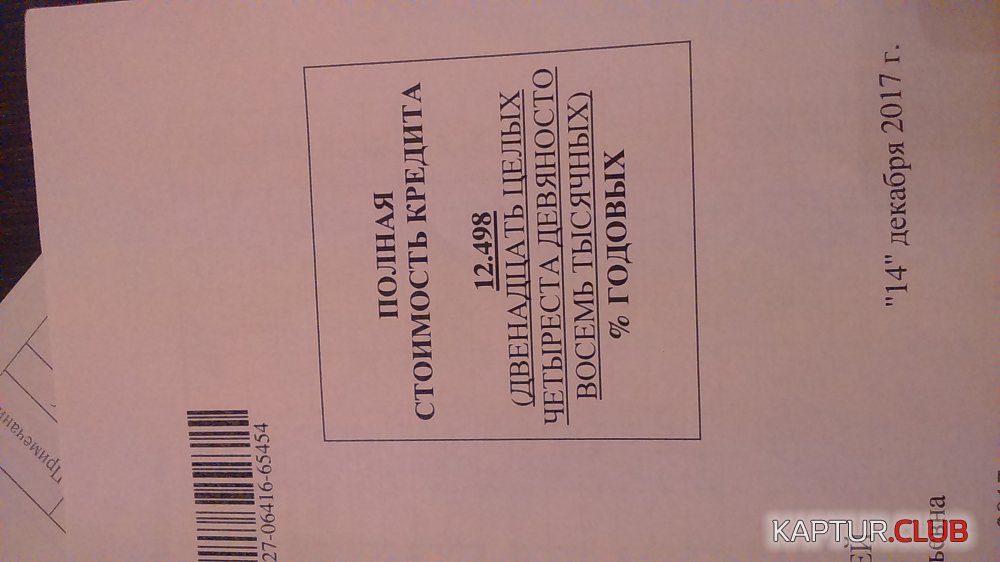 27-06416-65454
ПОЛНАЯ
СТОИМОСТЬ КРЕДИТА
12.498
(ДВЕНАДЦАТЬ ЦЕЛЫХ
ЧЕТЫРЕСТА ДЕВЯНОСТО
ВОСЕМЬ ТЫСЯЧНЫХ)
% ГОДОВЫХ
"14" декабря 2017 г.
KAPTUR.CLUB